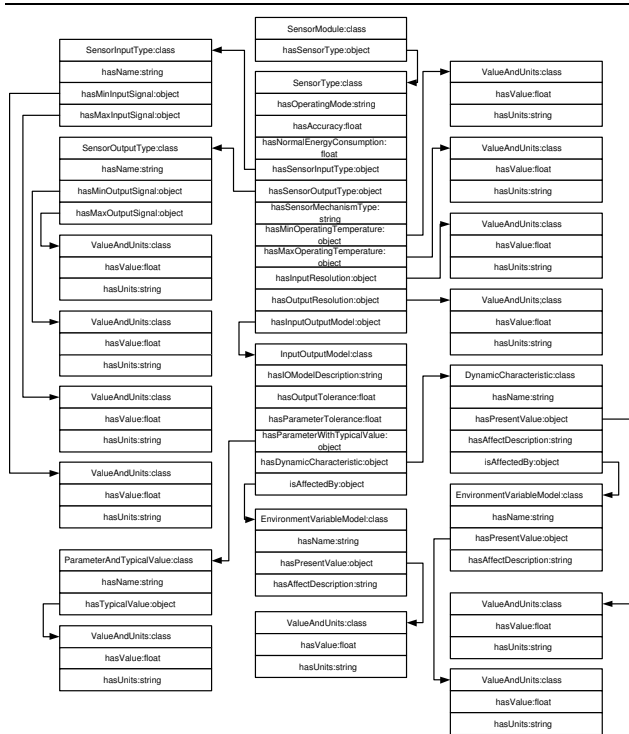 SensorModule:class
hasSensorType:object
SensorInputType:class
hasName:string
hasMinInputSignal:object
hasMaxInputSignal:object
SensorOutputType:class
hasName:string
hasMinOutputSignal:object
hasMaxOutputSignal:object
ValueAndUnits:class
hasValue:float
hasUnits:string
ValueAndUnits:class
hasValue:float
hasUnits:string
ValueAndUnits:class
hasValue:float
hasUnits:string
ValueAndUnits:class
hasValue:float
hasUnits:string
ParameterAndTypicalValue:class
hasName:string
hasTypicalValue:object
ValueAndUnits:class
hasValue:float
hasUnits:string
SensorType:class
hasOperatingMode:string
hasAccuracy:float
hasNormalEnergyConsumption:
float
hasSensorInputType:object
hasSensorOutputType:object
hasSensorMechanismType:
string
hasMinOperatingTemperature:
object
hasMaxOperatingTemperature:
object
hasInputResolution:object
hasOutputResolution:object
hasInputOutputModel:object
InputOutputModel:class
hasIOModelDescription:string
hasOutputTolerance:float
hasParameterTolerance:float
hasParameterWithTypicalValue:
object
hasDynamicCharacteristic:object
isAffectedBy:object
EnvironmentVariableModel:class
hasName:string
hasPresentValue:object
hasAffectDescription:string
ValueAndUnits:class
hasValue:float
hasUnits:string
ValueAndUnits:class
hasValue:float
hasUnits:string
ValueAndUnits:class
hasValue:float
hasUnits:string
ValueAndUnits:class
hasValue:float
hasUnits:string
ValueAndUnits:class
hasValue:float
hasUnits:string
DynamicCharacteristic:class
hasName:string
hasPresentValue:object
hasAffectDescription:string
isAffectedBy:object
EnvironmentVariableModel:class
hasName:string
hasPresentValue:object
hasAffectDescription:string
ValueAndUnits:class
hasValue:float
hasUnits:string
ValueAndUnits:class
hasValue:float
hasUnits:string